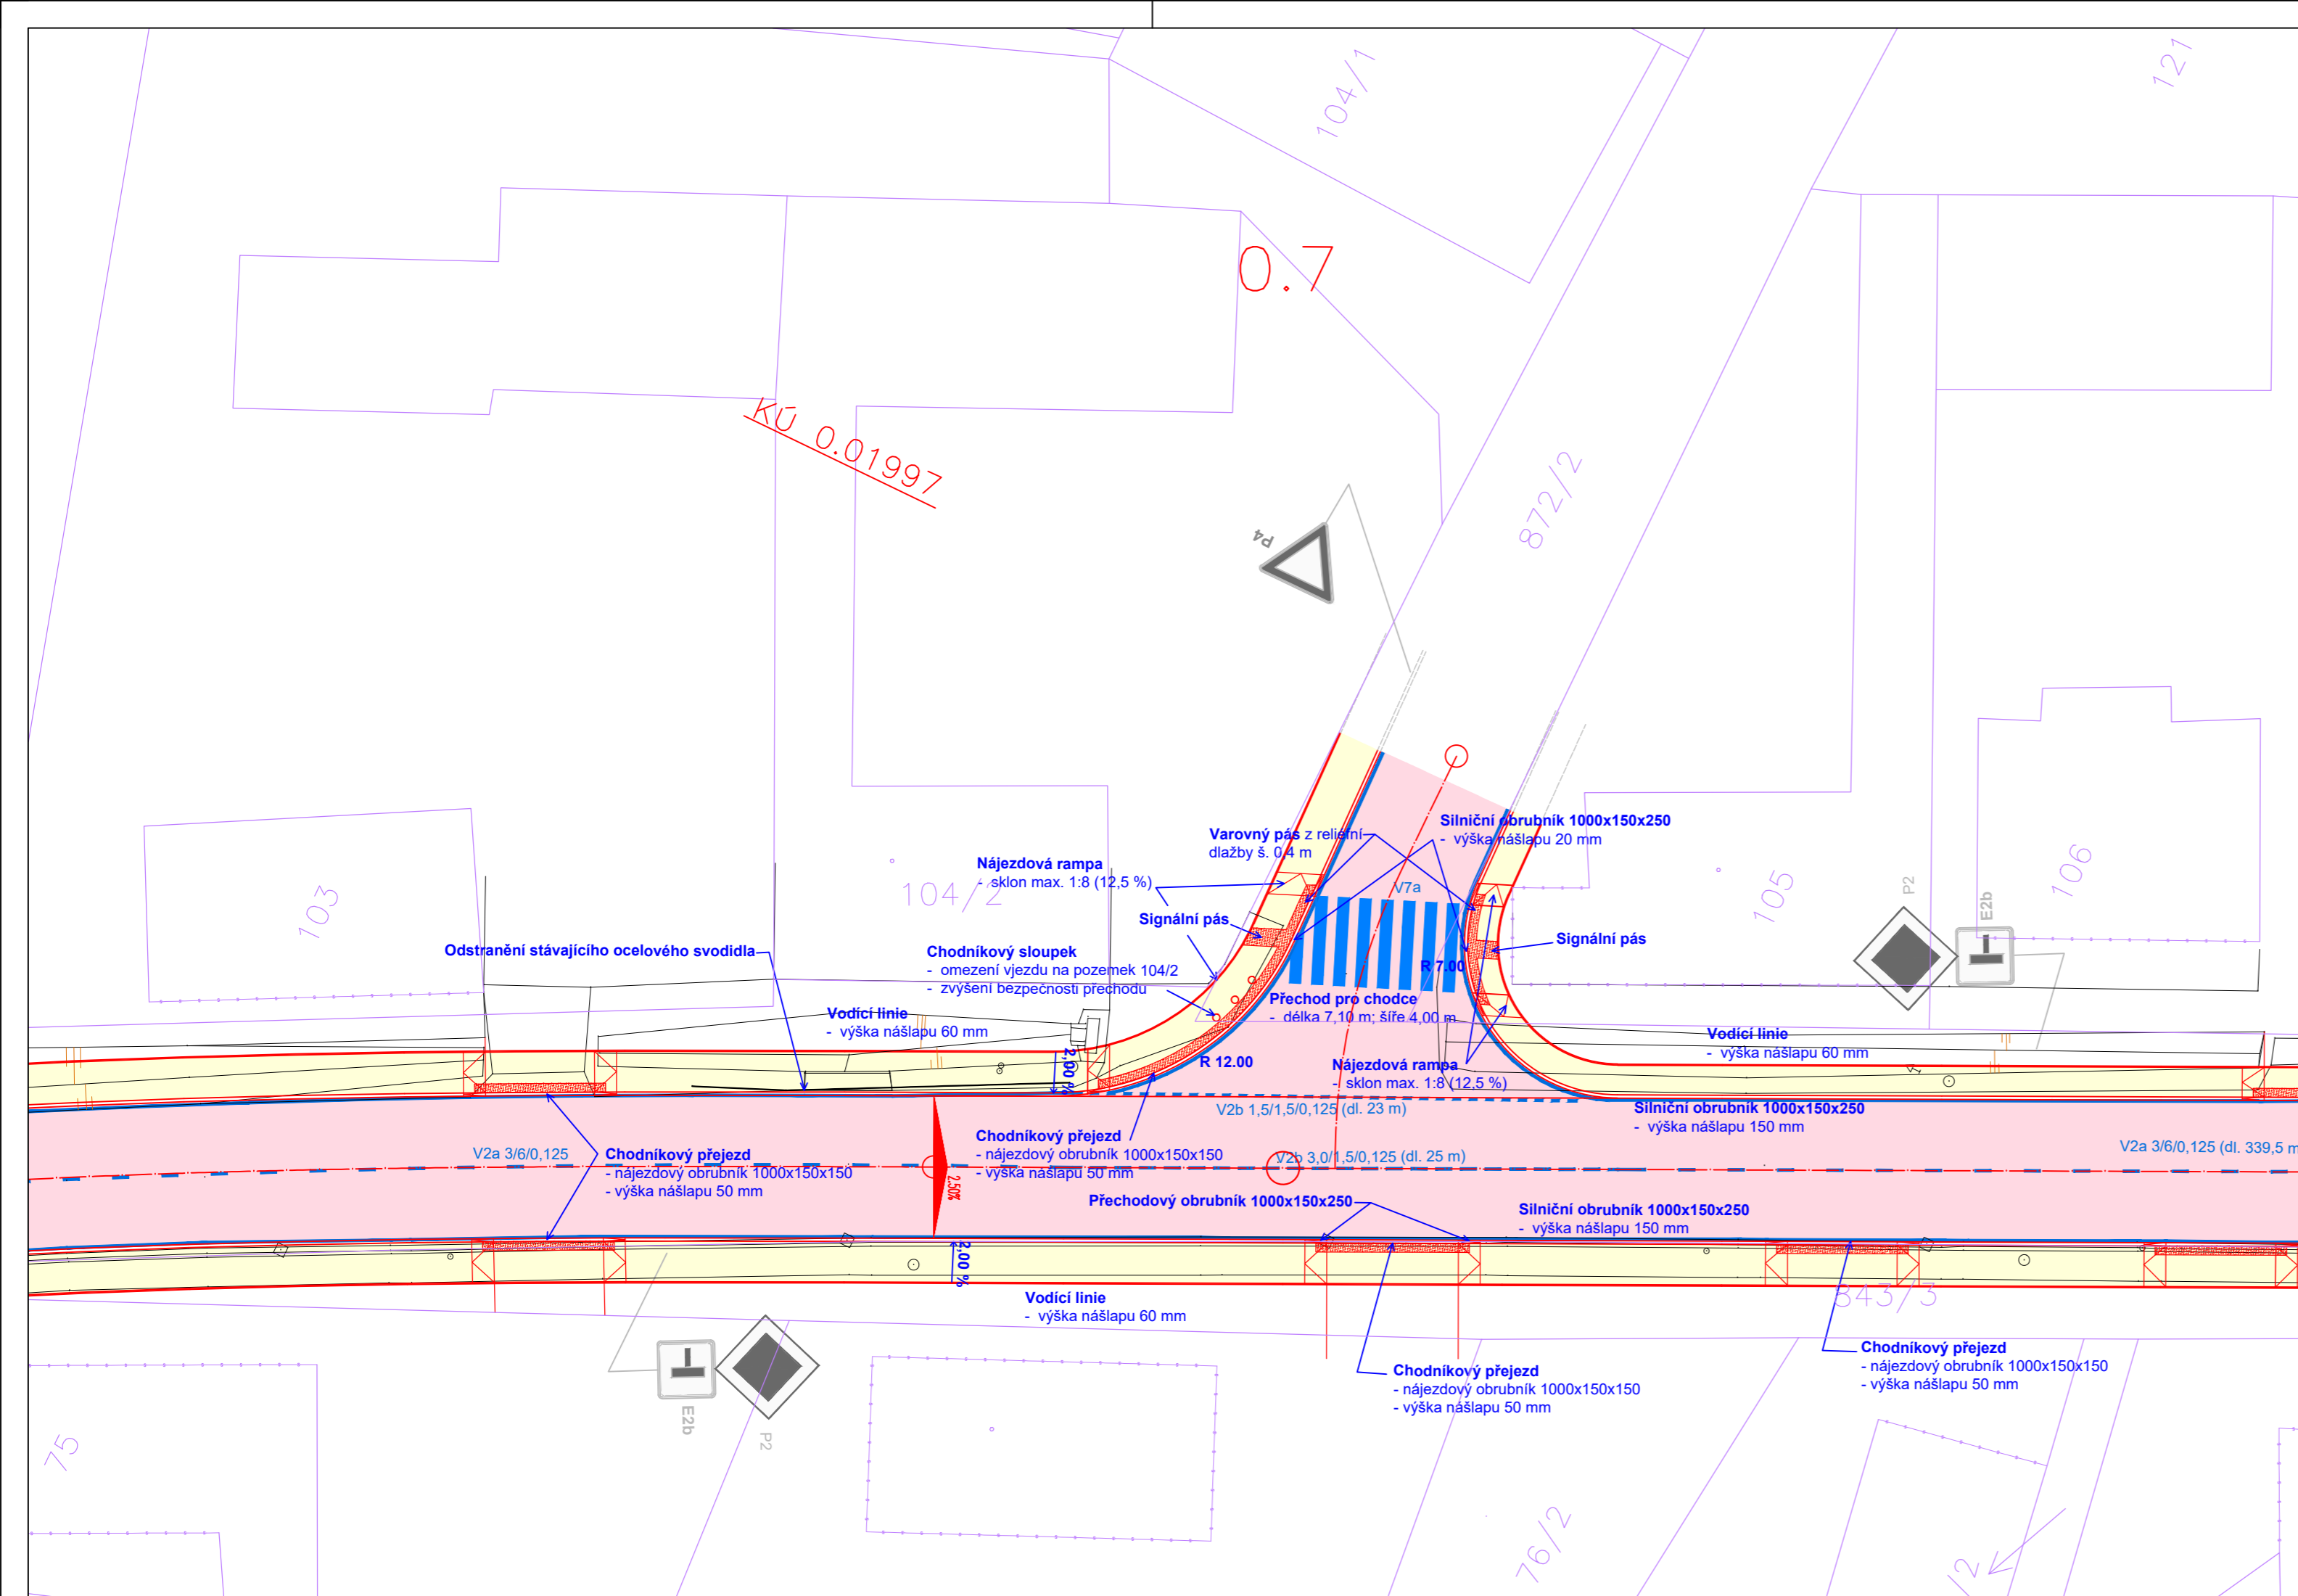 104/1
121
0.7
KÚ 0.01997
872/2
P4
103
104/2
105
106
P2
E2b
Varovný pás z reliéfní
dlažby š. 0,4 m
Silniční obrubník 1000x150x250
- výška nášlapu 20 mm
Nájezdová rampa
- sklon max. 1:8 (12,5 %)
V7a
Signální pás
Signální pás
Odstranění stávajícího ocelového svodidla
Chodníkový sloupek
- omezení vjezdu na pozemek 104/2
- zvýšení bezpečnosti přechodu
R 7.00
Přechod pro chodce
- délka 7,10 m; šíře 4,00 m
Vodící linie
- výška nášlapu 60 mm
Vodící linie
- výška nášlapu 60 mm
R 12.00
2,00 %
Nájezdová rampa
- sklon max. 1:8 (12,5 %)
V2b 1,5/1,5/0,125 (dl. 23 m)
Silniční obrubník 1000x150x250
- výška nášlapu 150 mm
V2a 3/6/0,125
Chodníkový přejezd
- nájezdový obrubník 1000x150x150
- výška nášlapu 50 mm
Chodníkový přejezd
- nájezdový obrubník 1000x150x150
- výška nášlapu 50 mm
2.50%
V2b 3,0/1,5/0,125 (dl. 25 m)
V2a 3/6/0,125 (dl. 339,5 m
Přechodový obrubník 1000x150x250
Silniční obrubník 1000x150x250
- výška nášlapu 150 mm
2,00 %
Vodící linie
- výška nášlapu 60 mm
843/3
Chodníkový přejezd
- nájezdový obrubník 1000x150x150
- výška nášlapu 50 mm
Chodníkový přejezd
- nájezdový obrubník 1000x150x150
- výška nášlapu 50 mm
E2b
P2
75
76/2
/2